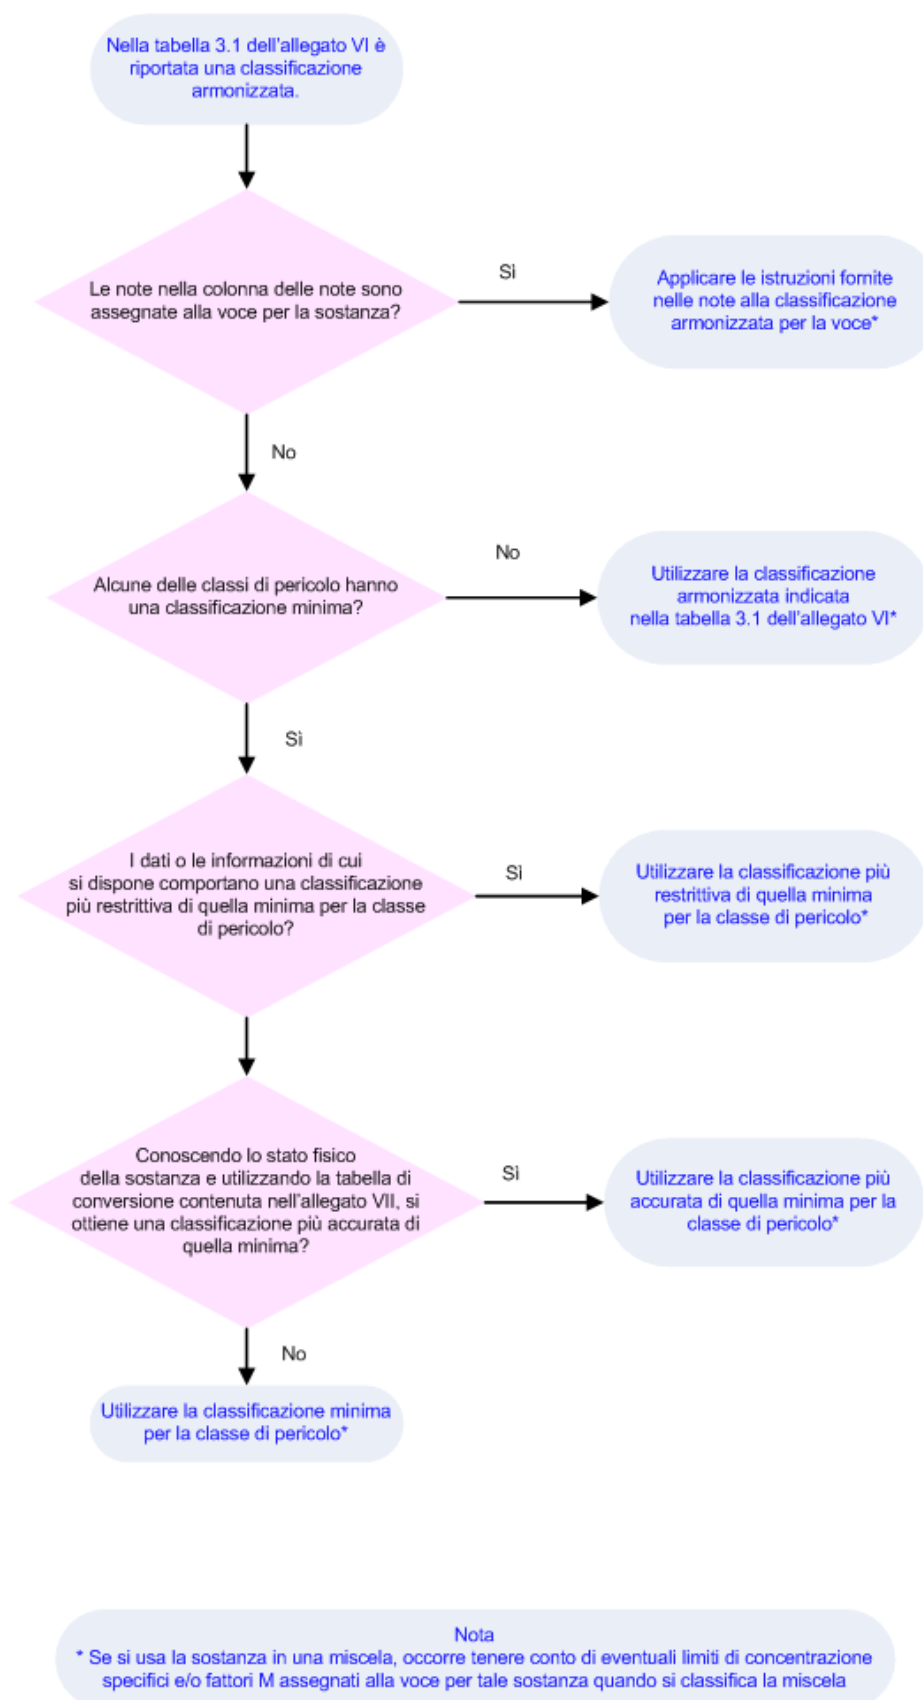 Nella tabella 3.1 dell'allegato VI è
riportata una classificazione
armonizzata.
Le note nella colonna delle note sono
assegnate alla voce per la sostanza?
Sì
Applicare le istruzioni fornite
nelle note alla classificazione
armonizzata per la voce*
No
Alcune delle classi di pericolo hanno
una classificazione minima?
No
Utilizzare la classificazione
armonizzata indicata
nella tabella 3.1 dell'allegato VI*
Sì
I dati o le informazioni di cui
si dispone comportano una classificazione
più restrittiva di quella minima per la classe
di pericolo?
Sì
Utilizzare la classificazione più
restrittiva di quella minima
per la classe di pericolo*
Conoscendo lo stato fisico
della sostanza e utilizzando la tabella di
conversione contenuta nell'allegato VII, si
ottiene una classificazione più accurata di
quella minima?
Sì
Utilizzare la classificazione più
accurata di quella minima per la
classe di pericolo*
No
Utilizzare la classificazione minima
per la classe di pericolo*
Nota
* Se si usa la sostanza in una miscela, occorre tenere conto di eventuali limiti di concentrazione
specifici e/o fattori M assegnati alla voce per tale sostanza quando si classifica la miscela